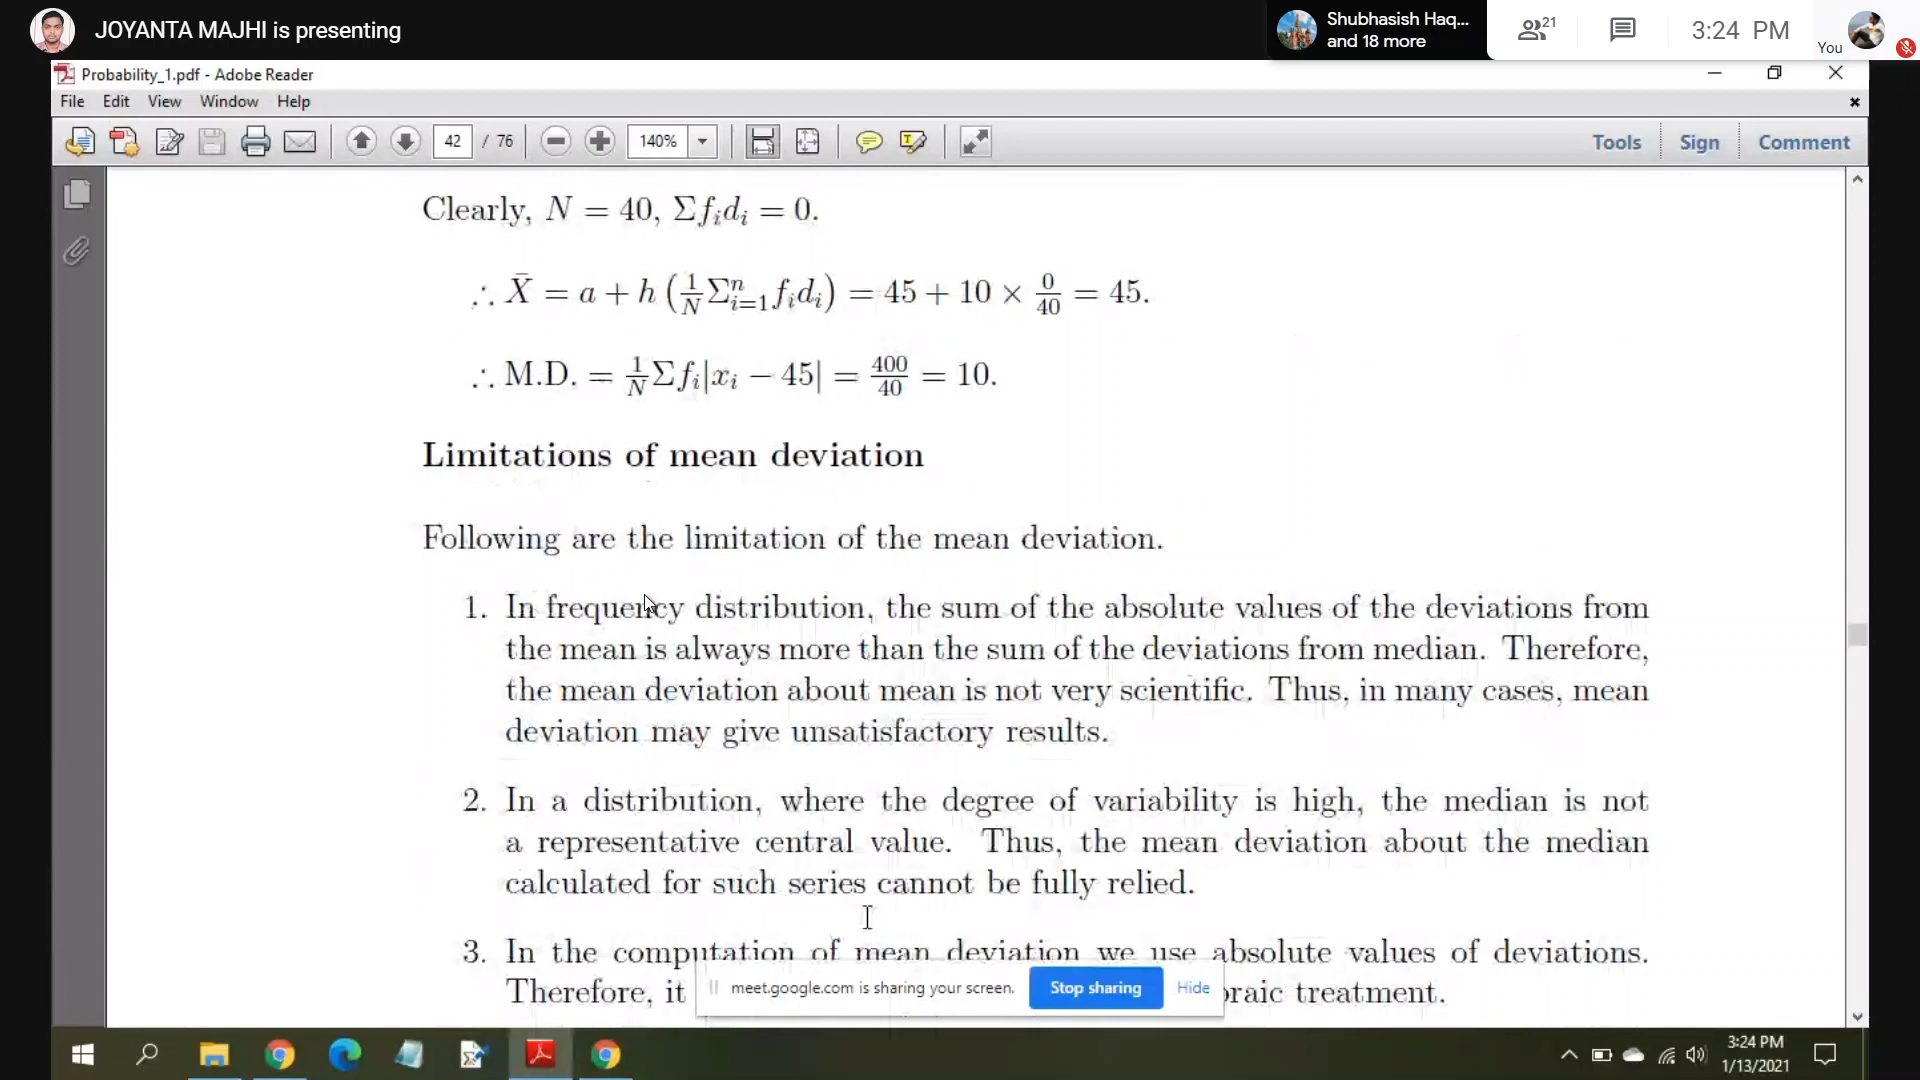 JOYANTA MAJHI is presenting
Shubhasish Haq...
and 18 more
21
3:24 PM
You
Probability_1.pdf - Adobe Reader
File Edit View Window Help
42 / 76
140%
Tools Sign Comment
Clearly, N = 40, Σf_i d_i = 0.
∴ X̄ = a + h (1/N Σ_{i=1}^{n} f_i d_i) = 45 + 10 × 0/40 = 45.
∴ M.D. = 1/N Σf_i|x_i − 45| = 400/40 = 10.
Limitations of mean deviation
Following are the limitation of the mean deviation.
1. In frequency distribution, the sum of the absolute values of the deviations from
the mean is always more than the sum of the deviations from median. Therefore,
the mean deviation about mean is not very scientific. Thus, in many cases, mean
deviation may give unsatisfactory results.
2. In a distribution, where the degree of variability is high, the median is not
a representative central value. Thus, the mean deviation about the median
calculated for such series cannot be fully relied.
3. In the computation of mean deviation we use absolute values of deviations.
Therefore, it
braic treatment.
meet.google.com is sharing your screen. Stop sharing Hide
3:24 PM
1/13/2021